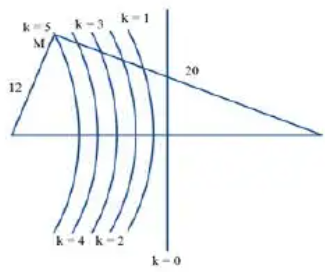 k = 5 k = 3 k = 1
M
20
12
k = 4 k = 2
k = 0